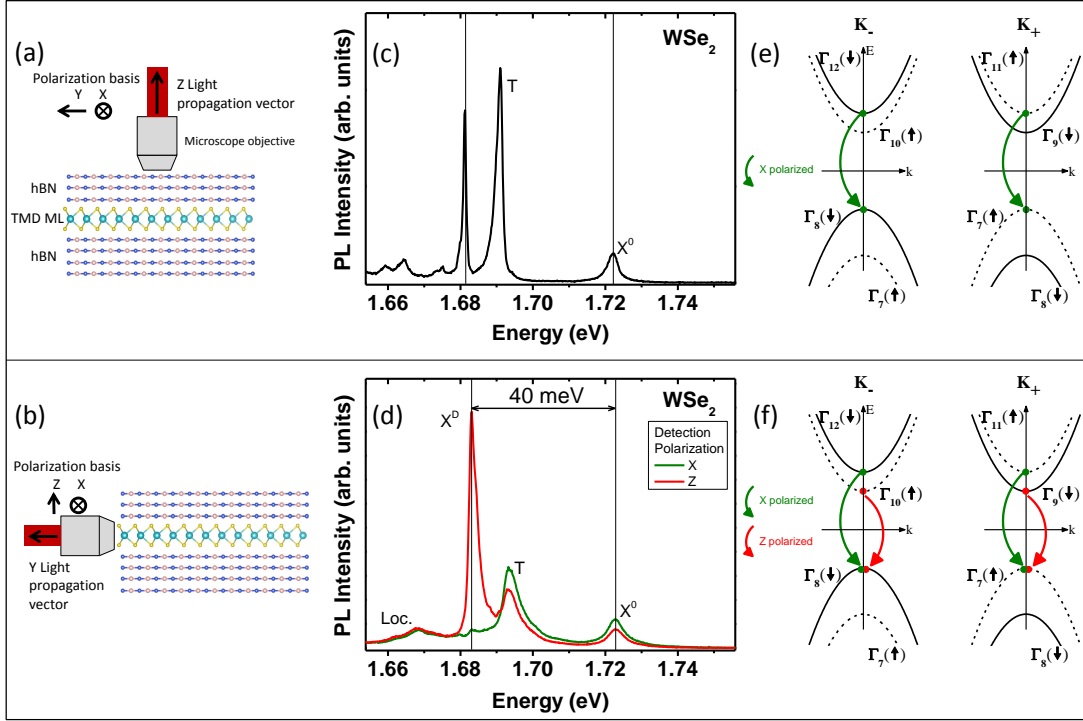 (a)
Polarization basis
Y X
Z Light
propagation vector
Microscope objective
hBN
TMD ML
hBN
(c)
WSe2
T
X0
PL Intensity (arb. units)
1.66 1.68 1.70 1.72 1.74
Energy (eV)
(e)
K- K+
Γ12(↓) E Γ11(↑)
Γ10(↑) Γ9(↓)
X polarized
k k
Γ8(↓) Γ7(↑)
Γ7(↑) Γ8(↓)
(b)
Polarization basis
Z X
Y Light
propagation
vector
(d)
40 meV
WSe2
XD
Detection
Polarization
X
Z
T
X0
Loc.
PL Intensity (arb. units)
1.66 1.68 1.70 1.72 1.74
Energy (eV)
(f)
K- K+
Γ12(↓) E Γ11(↑)
Γ10(↑) Γ9(↓)
X polarized
Z polarized
k k
Γ8(↓) Γ7(↑)
Γ7(↑) Γ8(↓)